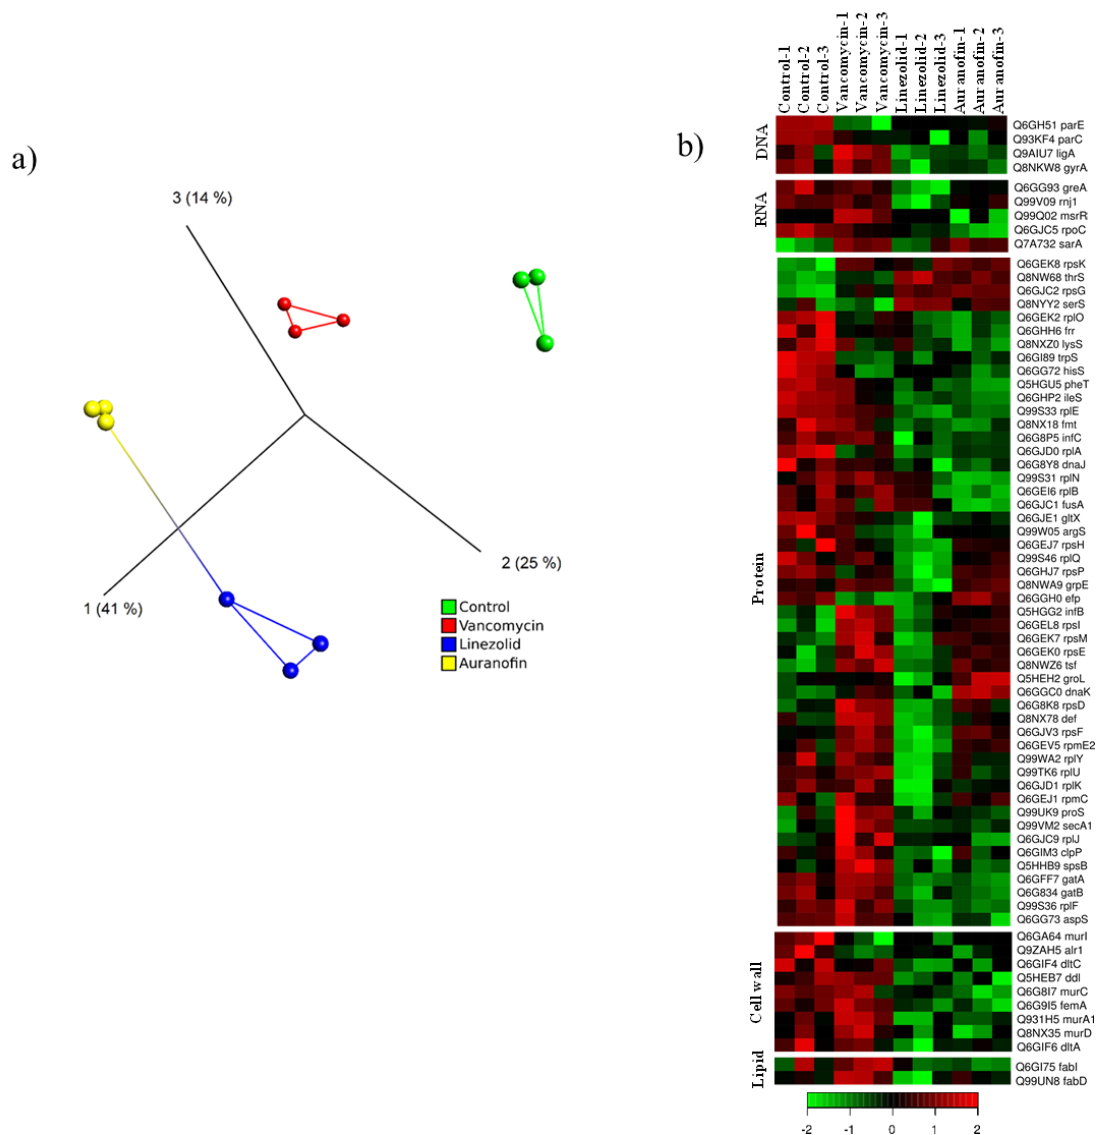 a)
3 (14 %)
2 (25 %)
1 (41 %)
Control
Vancomycin
Linezolid
Auranofin
b)
Control-1
Control-2
Control-3
Vancomycin-1
Vancomycin-2
Vancomycin-3
Linezolid-1
Linezolid-2
Linezolid-3
Auranofin-1
Auranofin-2
Auranofin-3
DNA
Q6GH51 parE
Q93KF4 parC
Q9AIU7 ligA
Q8NKW8 gyrA
RNA
Q6GG93 greA
Q99V09 rnj1
Q99Q02 msrR
Q6GJC5 rpoC
Q7A732 sarA
Protein
Q6GEK8 rpsK
Q8NW68 thrS
Q6GJC2 rpsG
Q8NYY2 serS
Q6GEK2 rplO
Q6GHH6 frr
Q8NXZ0 lysS
Q6GI89 trpS
Q6GG72 hisS
Q5HGU5 pheT
Q6GHP2 ileS
Q99S33 rplE
Q8NX18 fmt
Q6G8P5 infC
Q6GJD0 rplA
Q6G8Y8 dnaJ
Q99S31 rplN
Q6GEI6 rplB
Q6GJC1 fusA
Q6GJE1 gltX
Q99W05 argS
Q6GEJ7 rpsH
Q99S46 rplQ
Q6GHJ7 rpsP
Q8NWA9 grpE
Q6GGH0 efp
Q5HGG2 infB
Q6GEL8 rpsI
Q6GEK7 rpsM
Q6GEK0 rpsE
Q8NWZ6 tsf
Q5HEH2 groL
Q6GGC0 dnaK
Q6G8K8 rpsD
Q8NX78 def
Q6GJV3 rpsF
Q6GEV5 rpmE2
Q99WA2 rplY
Q99TK6 rplU
Q6GJD1 rplK
Q6GEJ1 rpmC
Q99UK9 proS
Q99VM2 secA1
Q6GJC9 rplJ
Q6GIM3 clpP
Q5HHB9 spsB
Q6GFF7 gatA
Q6G834 gatB
Q99S36 rplF
Q6GG73 aspS
Cell wall
Q6GA64 murI
Q9ZAH5 alr1
Q6GIF4 dltC
Q5HEB7 ddl
Q6G8I7 murC
Q6G9I5 femA
Q931H5 murA1
Q8NX35 murD
Q6GIF6 dltA
Lipid
Q6GI75 fabI
Q99UN8 fabD
-2 -1 0 1 2